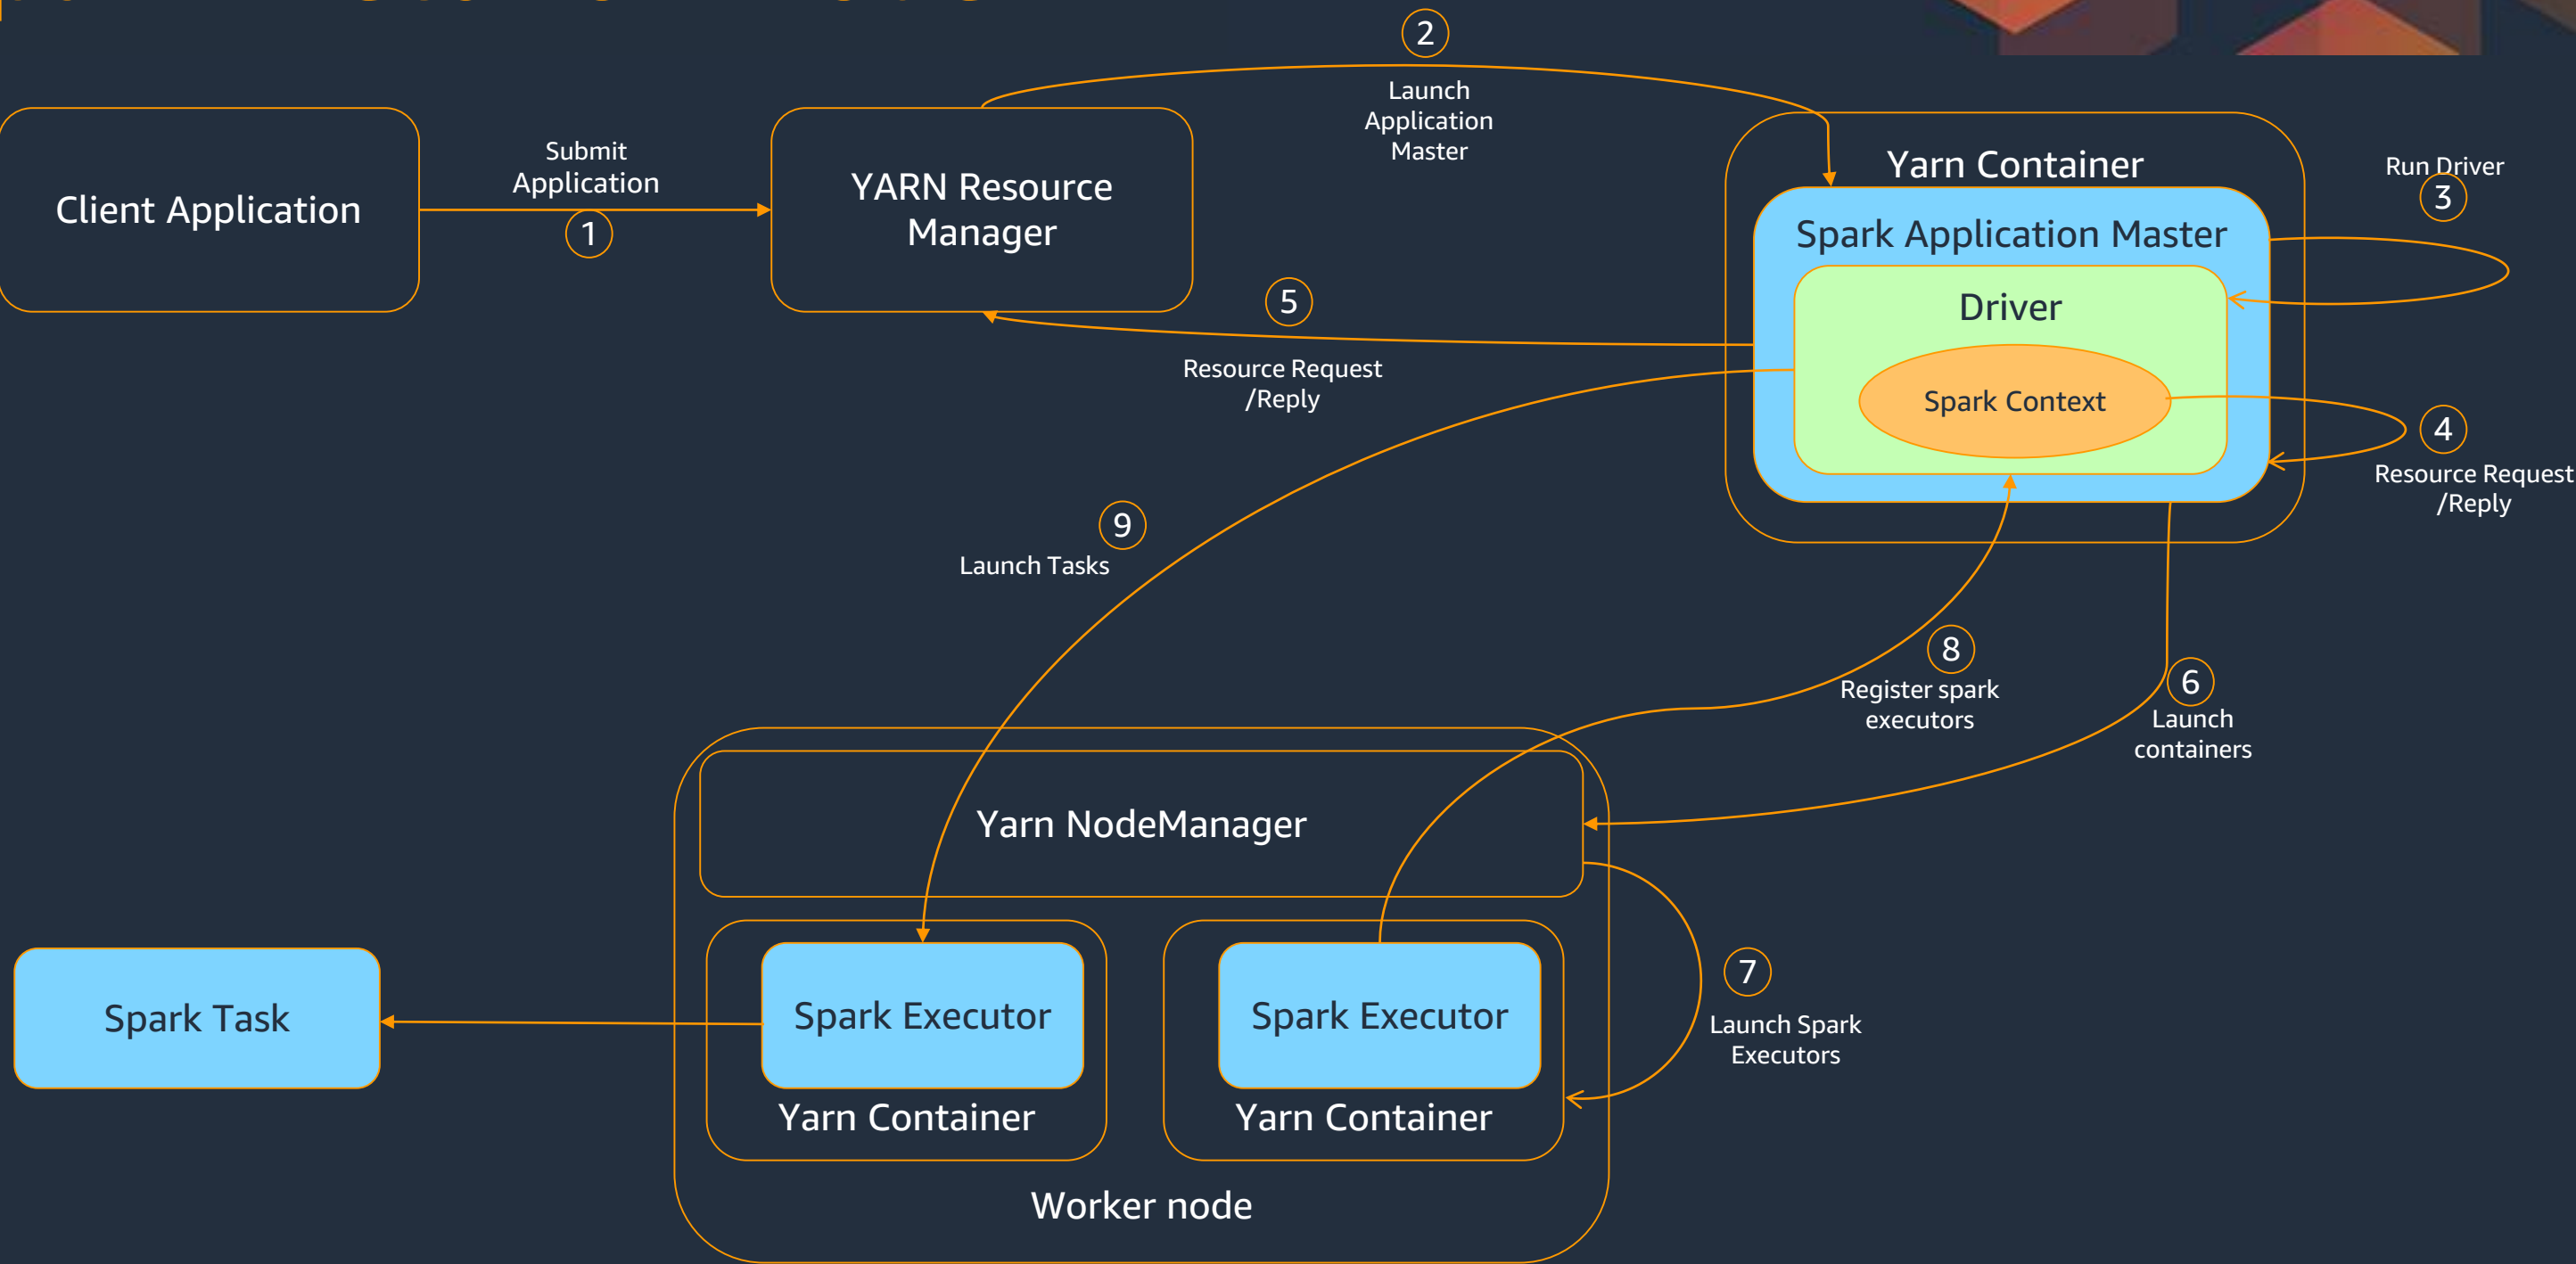 2
Launch
Application
Master
Client Application
Submit
Application
1
YARN Resource
Manager
Yarn Container
Run Driver
3
Spark Application Master
Driver
Spark Context
5
Resource Request
/Reply
4
Resource Request
/Reply
9
Launch Tasks
8
Register spark
executors
6
Launch
containers
Yarn NodeManager
7
Launch Spark
Executors
Spark Task
Spark Executor
Spark Executor
Yarn Container
Yarn Container
Worker node